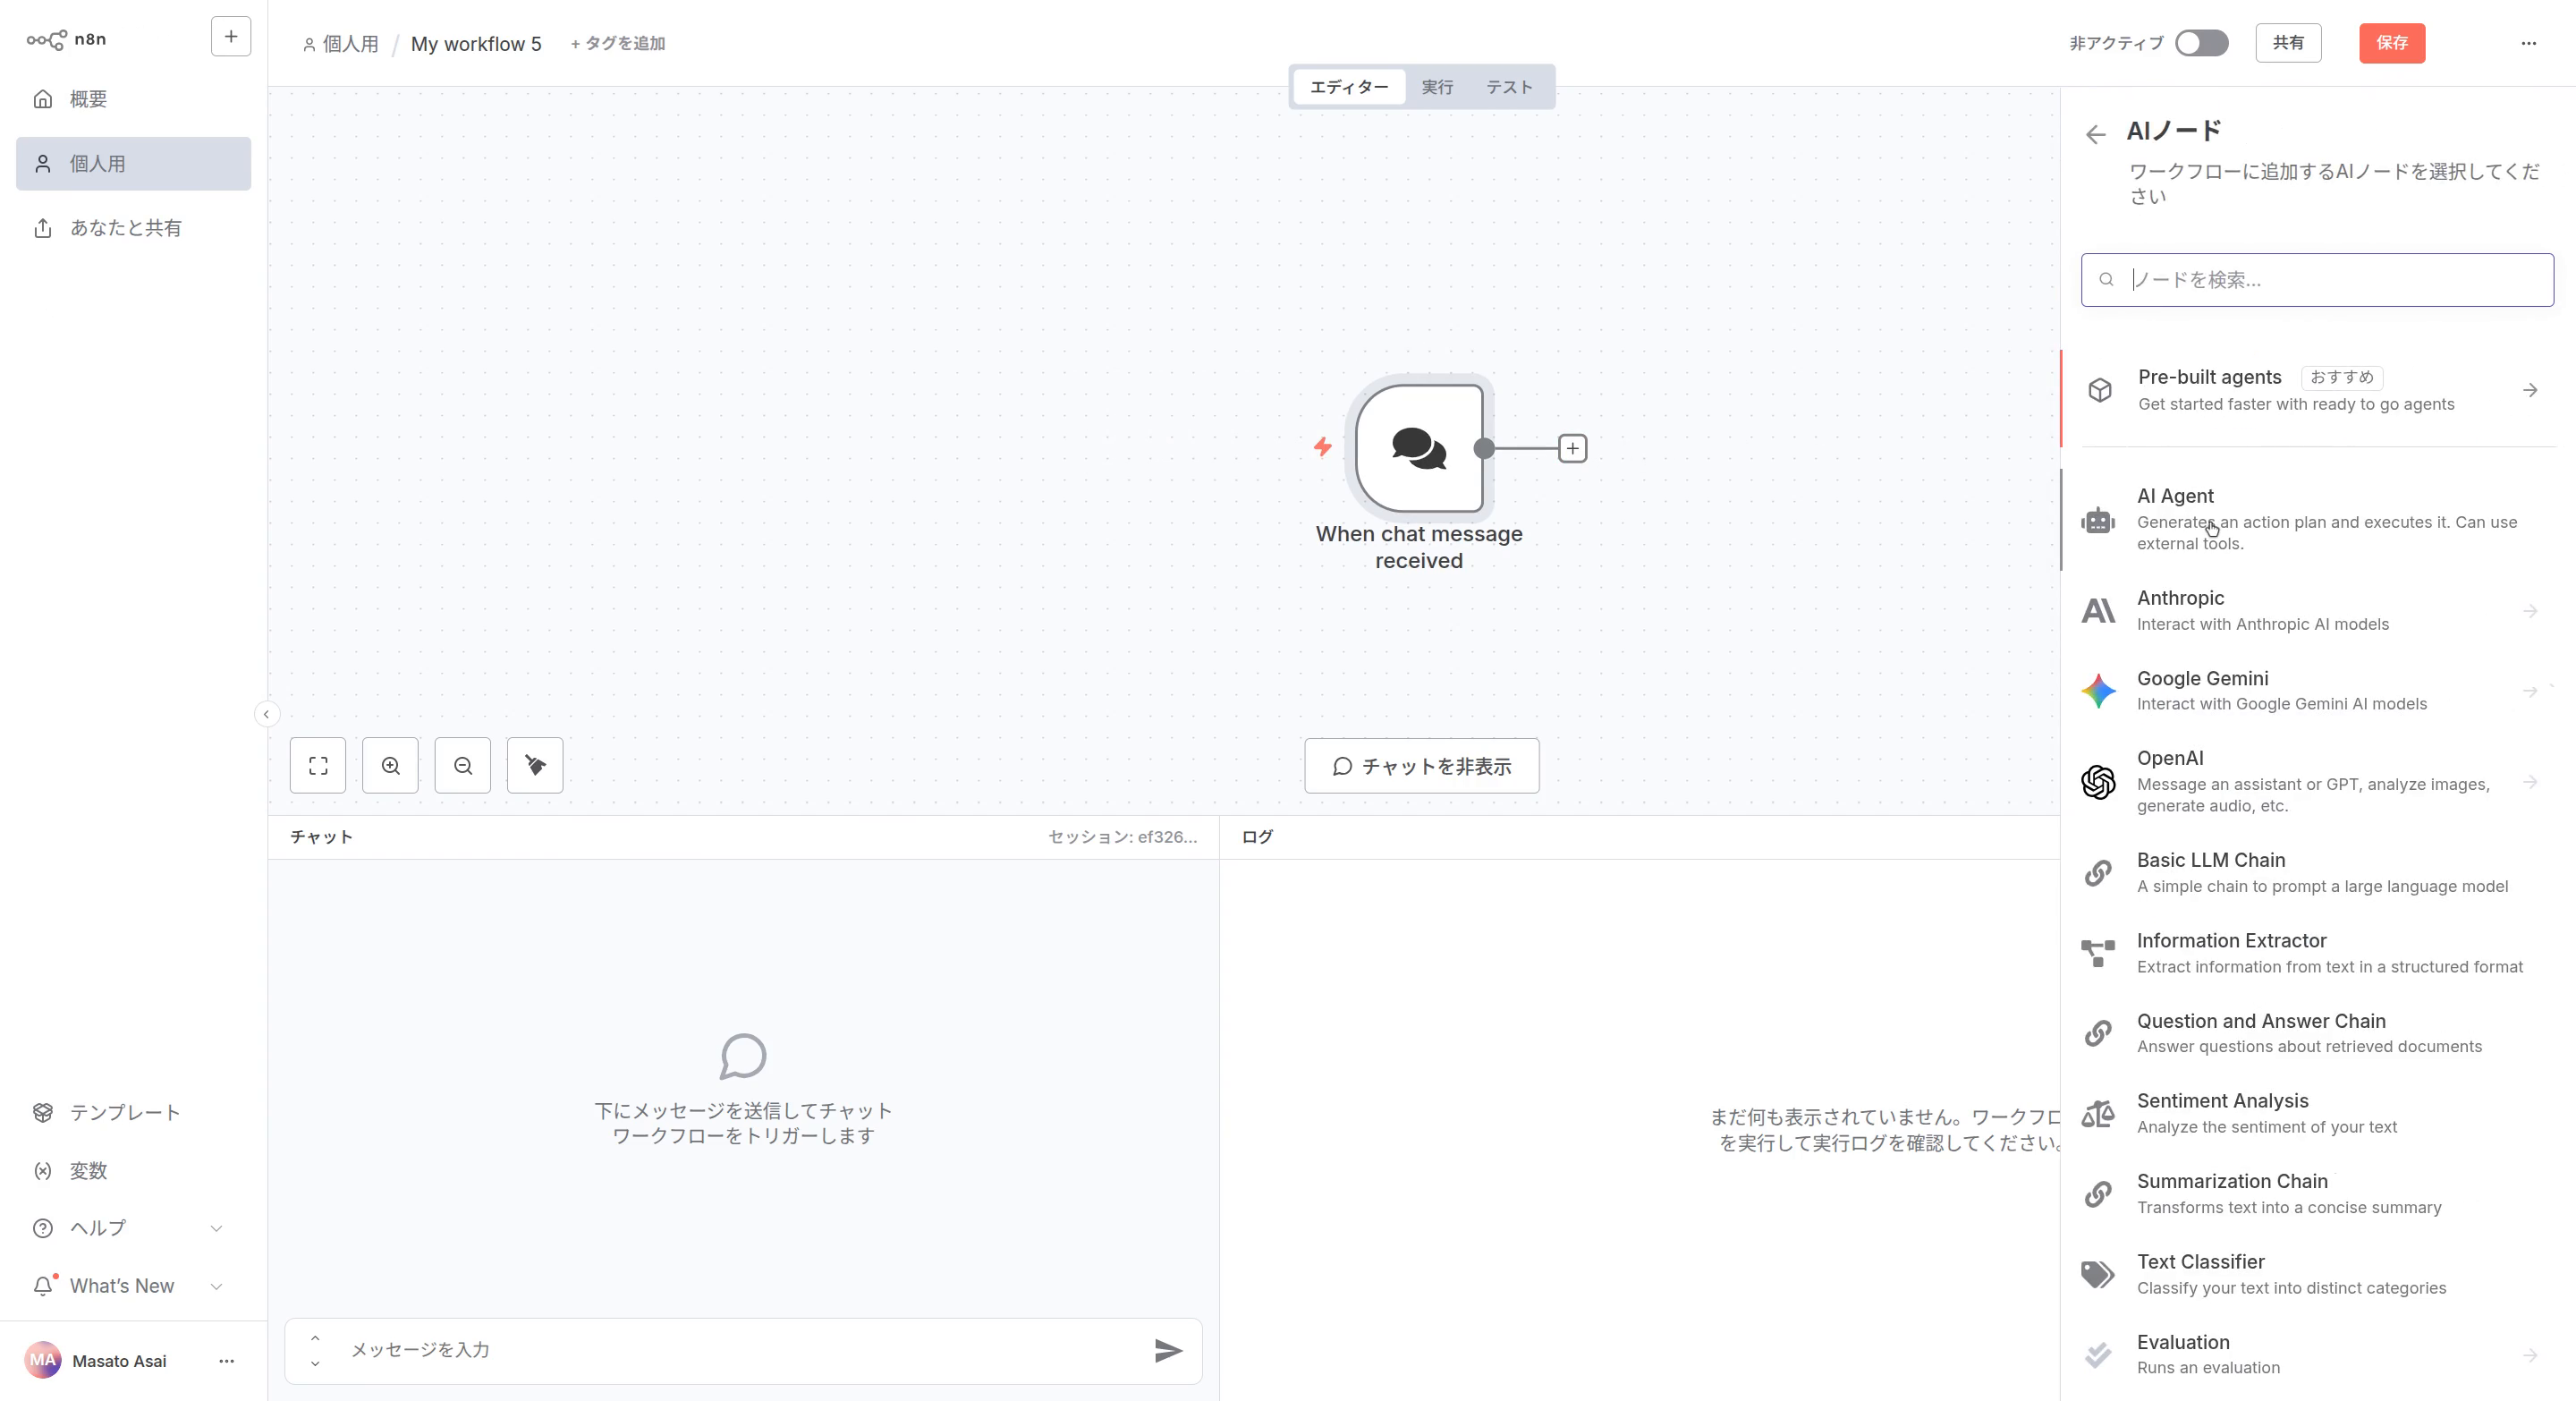 n8n
概要
個人用
あなたと共有
テンプレート
変数
ヘルプ
What's New
MA
Masato Asai
個人用 / My workflow 5 + タグを追加
非アクティブ
共有
保存
エディター 実行 テスト
When chat message
received
チャットを非表示
チャット
セッション: ef326...
下にメッセージを送信してチャット
ワークフローをトリガーします
メッセージを入力
ログ
まだ何も表示されていません。ワークフロ
を実行して実行ログを確認してください。
AIノード
ワークフローに追加するAIノードを選択してくだ
さい
ノードを検索...
Pre-built agents おすすめ
Get started faster with ready to go agents
AI Agent
Generates an action plan and executes it. Can use
external tools.
Anthropic
Interact with Anthropic AI models
Google Gemini
Interact with Google Gemini AI models
OpenAI
Message an assistant or GPT, analyze images,
generate audio, etc.
Basic LLM Chain
A simple chain to prompt a large language model
Information Extractor
Extract information from text in a structured format
Question and Answer Chain
Answer questions about retrieved documents
Sentiment Analysis
Analyze the sentiment of your text
Summarization Chain
Transforms text into a concise summary
Text Classifier
Classify your text into distinct categories
Evaluation
Runs an evaluation